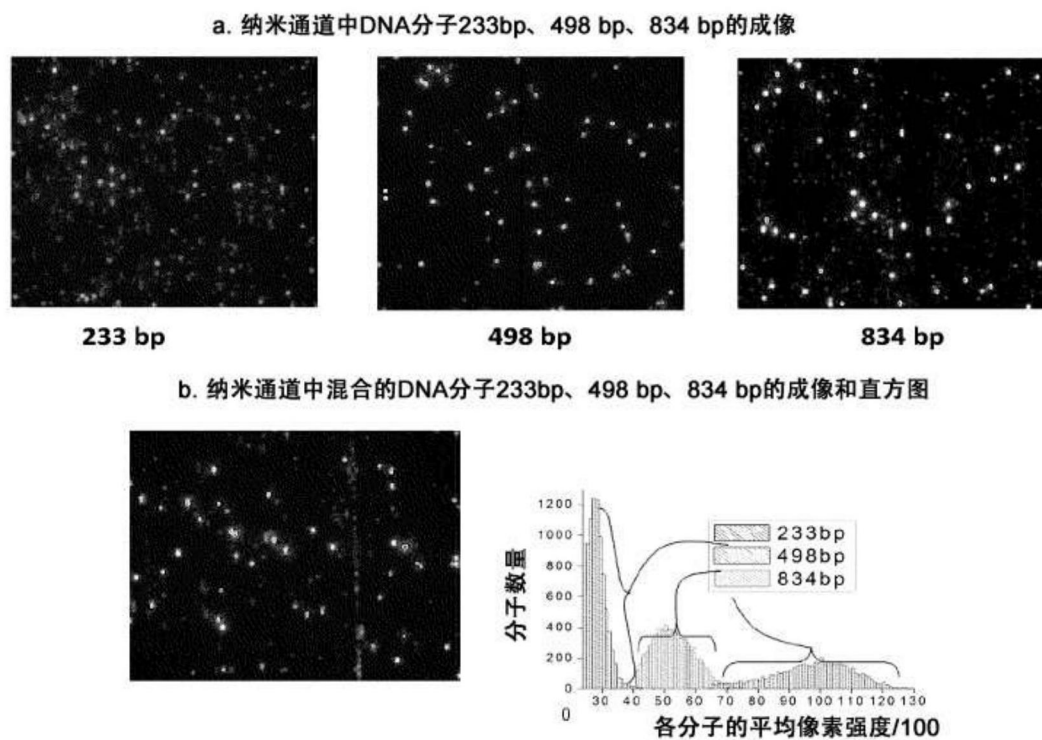 a. 纳米通道中DNA分子233bp、498 bp、834 bp的成像
233 bp
498 bp
834 bp
b. 纳米通道中混合的DNA分子233bp、498 bp、834 bp的成像和直方图
分子数量
1200
1000
800
600
400
200
0
233bp
498bp
834bp
30 40 50 60 70 80 90 100 110 120 130
0
各分子的平均像素强度/100